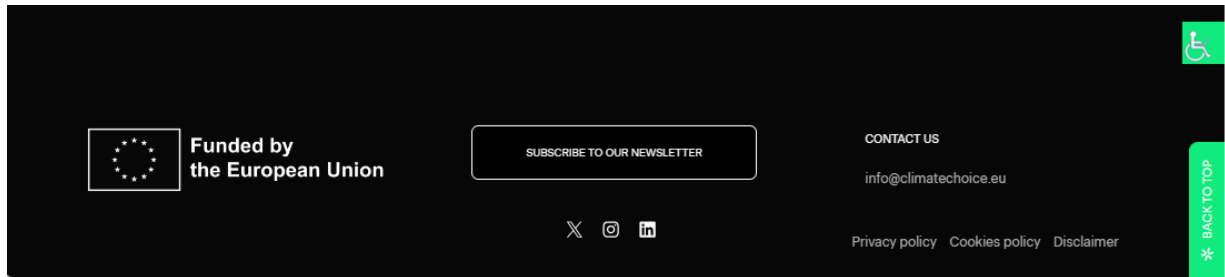 Funded by
the European Union
SUBSCRIBE TO OUR NEWSLETTER
CONTACT US
info@climatechoice.eu
Privacy policy Cookies policy Disclaimer
BACK TO TOP